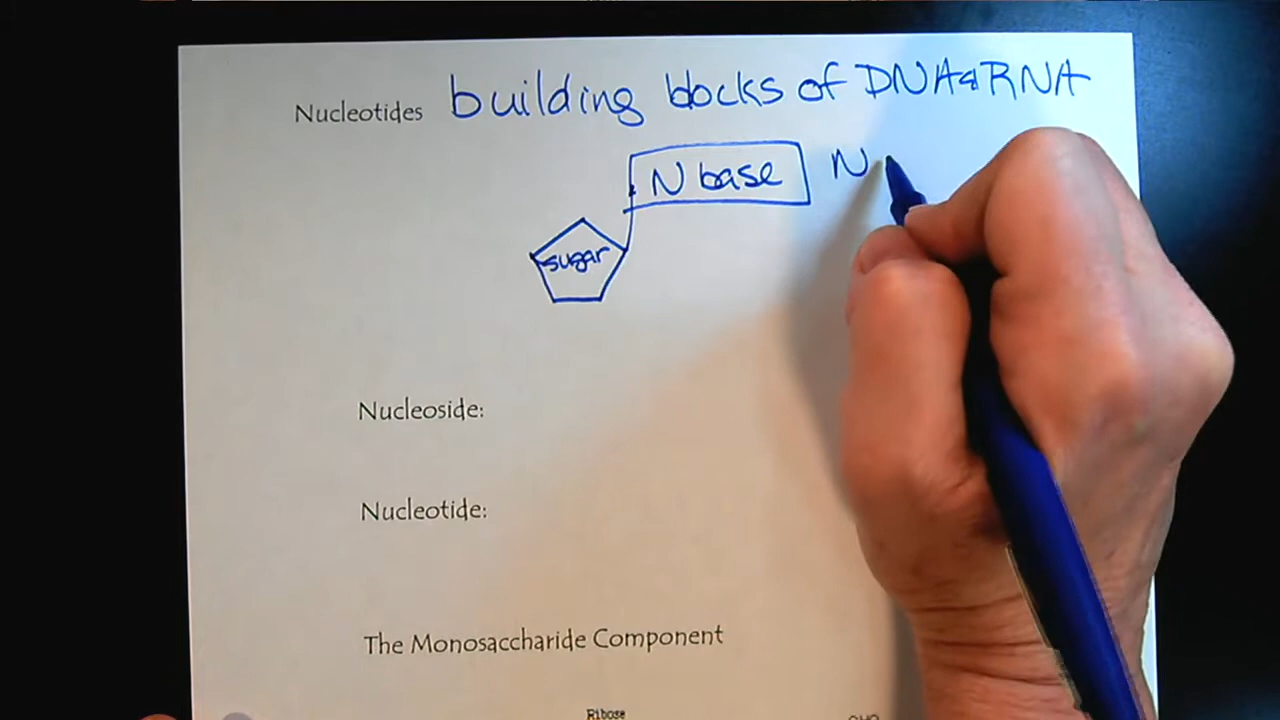 Nucleotides building blocks of DNA & RNA
N base N
sugar
Nucleoside:
Nucleotide:
The Monosaccharide Component
Ribose